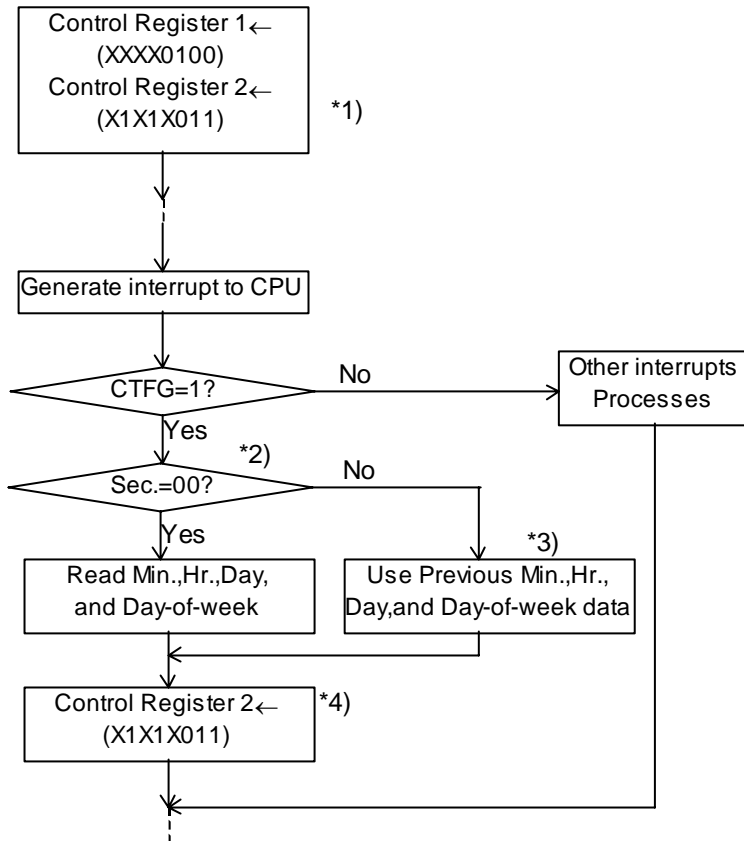 Control Register 1←
(XXXX0100)
Control Register 2←
(X1X1X011)
*1)
Generate interrupt to CPU
CTFG=1?
No
Other interrupts
Processes
Yes
*2)
Sec.=00?
No
Yes
*3)
Read Min.,Hr.,Day,
and Day-of-week
Use Previous Min.,Hr.,
Day,and Day-of-week data
Control Register 2←
(X1X1X011)
*4)